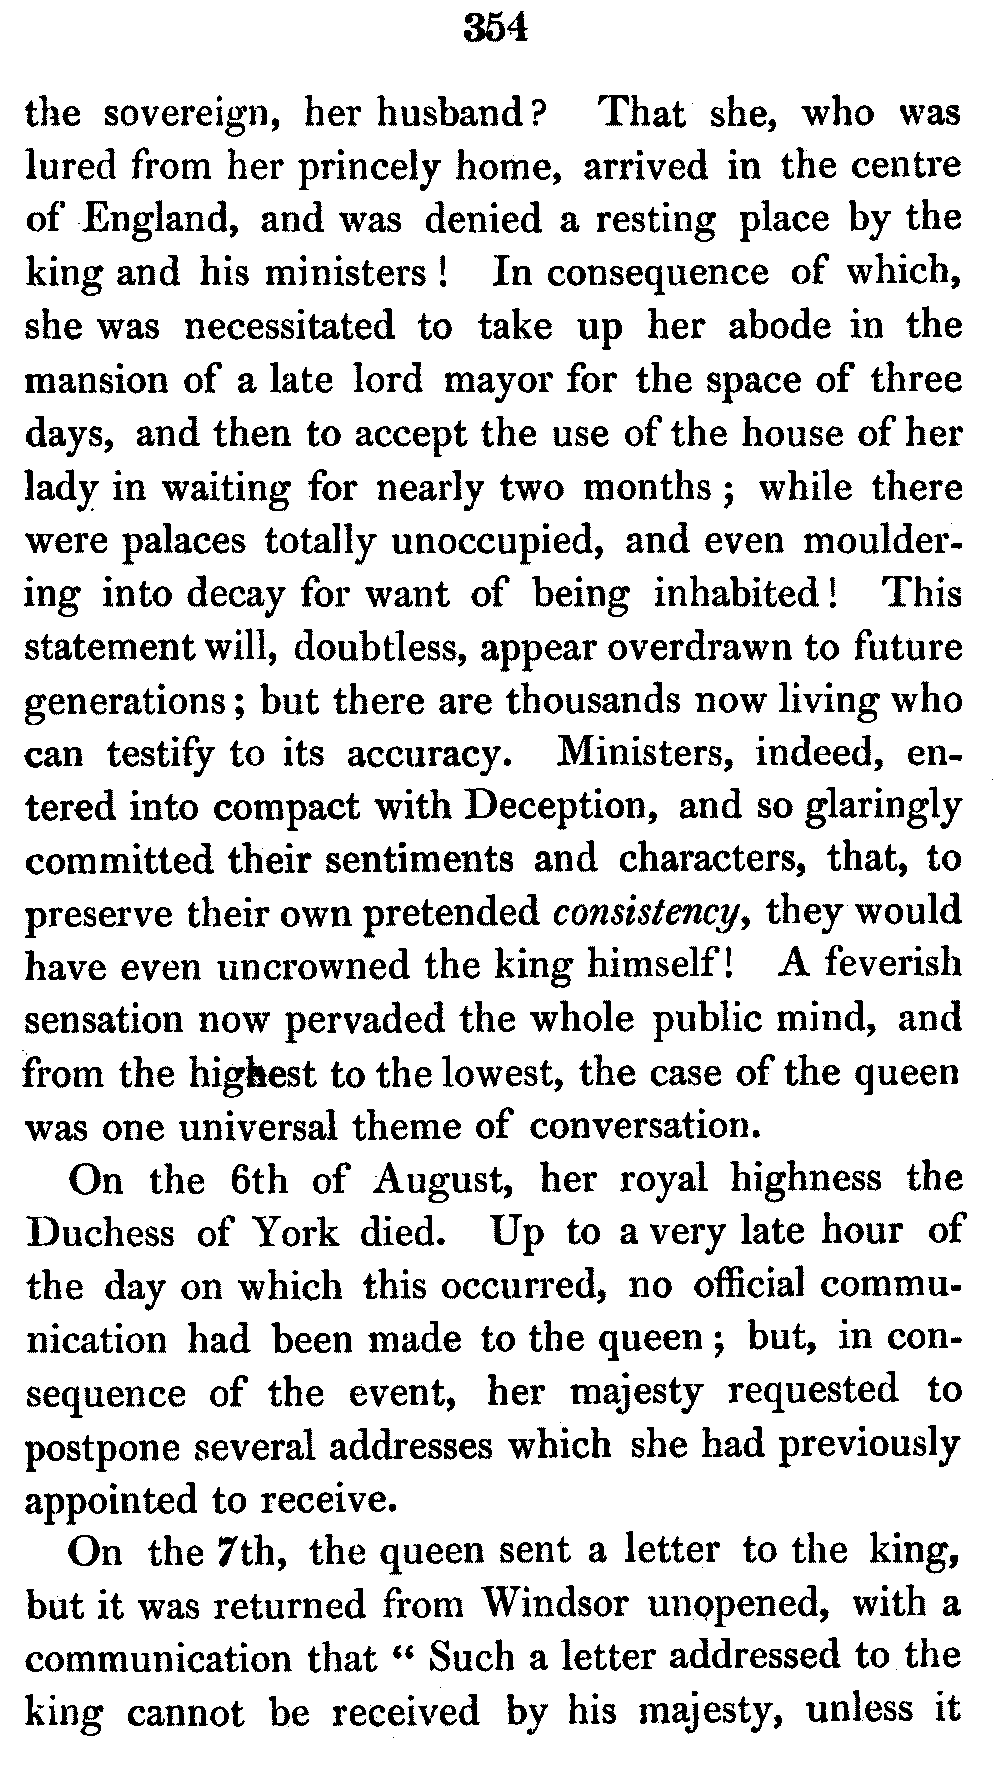 354
the sovereign, her husband? That she, who was
lured from her princely home, arrived in the centre
of England, and was denied a resting place by the
king and his ministers! In consequence of which,
she was necessitated to take up her abode in the
mansion of a late lord mayor for the space of three
days, and then to accept the use of the house of her
lady in waiting for nearly two months; while there
were palaces totally unoccupied, and even moulder-
ing into decay for want of being inhabited! This
statement will, doubtless, appear overdrawn to future
generations; but there are thousands now living who
can testify to its accuracy. Ministers, indeed, en-
tered into compact with Deception, and so glaringly
committed their sentiments and characters, that, to
preserve their own pretended consistency, they would
have even uncrowned the king himself! A feverish
sensation now pervaded the whole public mind, and
from the highest to the lowest, the case of the queen
was one universal theme of conversation.
On the 6th of August, her royal highness the
Duchess of York died. Up to a very late hour of
the day on which this occurred, no official commu-
nication had been made to the queen; but, in con-
sequence of the event, her majesty requested to
postpone several addresses which she had previously
appointed to receive.
On the 7th, the queen sent a letter to the king,
but it was returned from Windsor unopened, with a
communication that “ Such a letter addressed to the
king cannot be received by his majesty, unless it